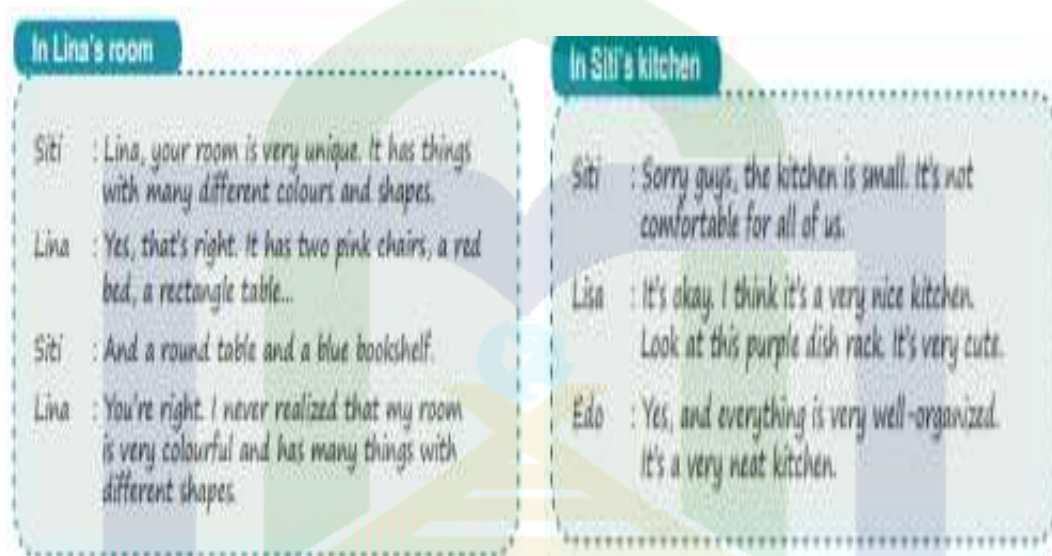 In Lina's room
Siti : Lina, your room is very unique. It has things
with many different colours and shapes.
Lina : Yes, that's right. It has two pink chairs, a red
bed, a rectangle table...
Siti : And a round table and a blue bookshelf.
Lina : You're right. I never realized that my room
is very colourful and has many things with
different shapes.
In Siti's kitchen
Siti : Sorry guys, the kitchen is small. It's not
comfortable for all of us.
Lisa : It's okay. I think it's a very nice kitchen.
Look at this purple dish rack. It's very cute.
Edo : Yes, and everything is very well-organized.
It's a very neat kitchen.